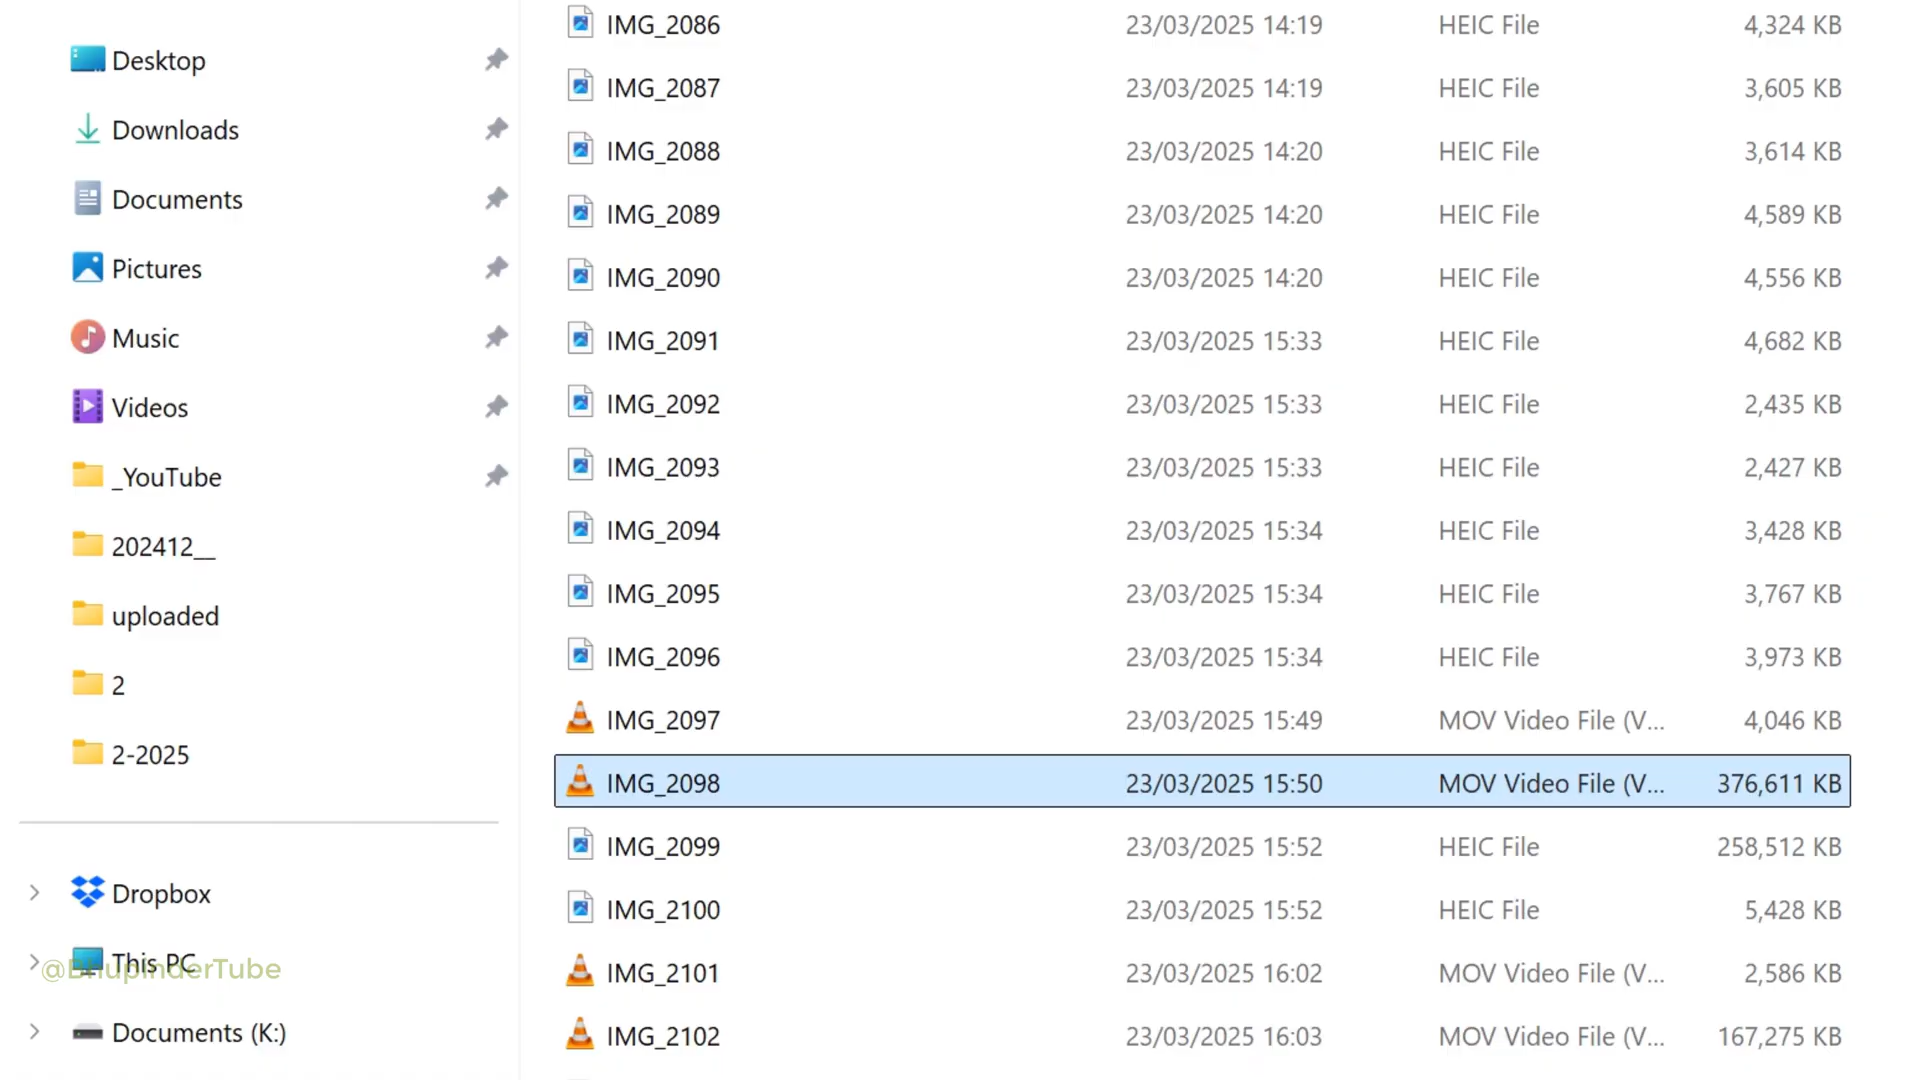 Desktop
Downloads
Documents
Pictures
Music
Videos
_YouTube
202412__
uploaded
2
2-2025
Dropbox
This PC
@BhupinderTube
Documents (K:)
IMG_2086 23/03/2025 14:19 HEIC File 4,324 KB
IMG_2087 23/03/2025 14:19 HEIC File 3,605 KB
IMG_2088 23/03/2025 14:20 HEIC File 3,614 KB
IMG_2089 23/03/2025 14:20 HEIC File 4,589 KB
IMG_2090 23/03/2025 14:20 HEIC File 4,556 KB
IMG_2091 23/03/2025 15:33 HEIC File 4,682 KB
IMG_2092 23/03/2025 15:33 HEIC File 2,435 KB
IMG_2093 23/03/2025 15:33 HEIC File 2,427 KB
IMG_2094 23/03/2025 15:34 HEIC File 3,428 KB
IMG_2095 23/03/2025 15:34 HEIC File 3,767 KB
IMG_2096 23/03/2025 15:34 HEIC File 3,973 KB
IMG_2097 23/03/2025 15:49 MOV Video File (V... 4,046 KB
IMG_2098 23/03/2025 15:50 MOV Video File (V... 376,611 KB
IMG_2099 23/03/2025 15:52 HEIC File 258,512 KB
IMG_2100 23/03/2025 15:52 HEIC File 5,428 KB
IMG_2101 23/03/2025 16:02 MOV Video File (V... 2,586 KB
IMG_2102 23/03/2025 16:03 MOV Video File (V... 167,275 KB